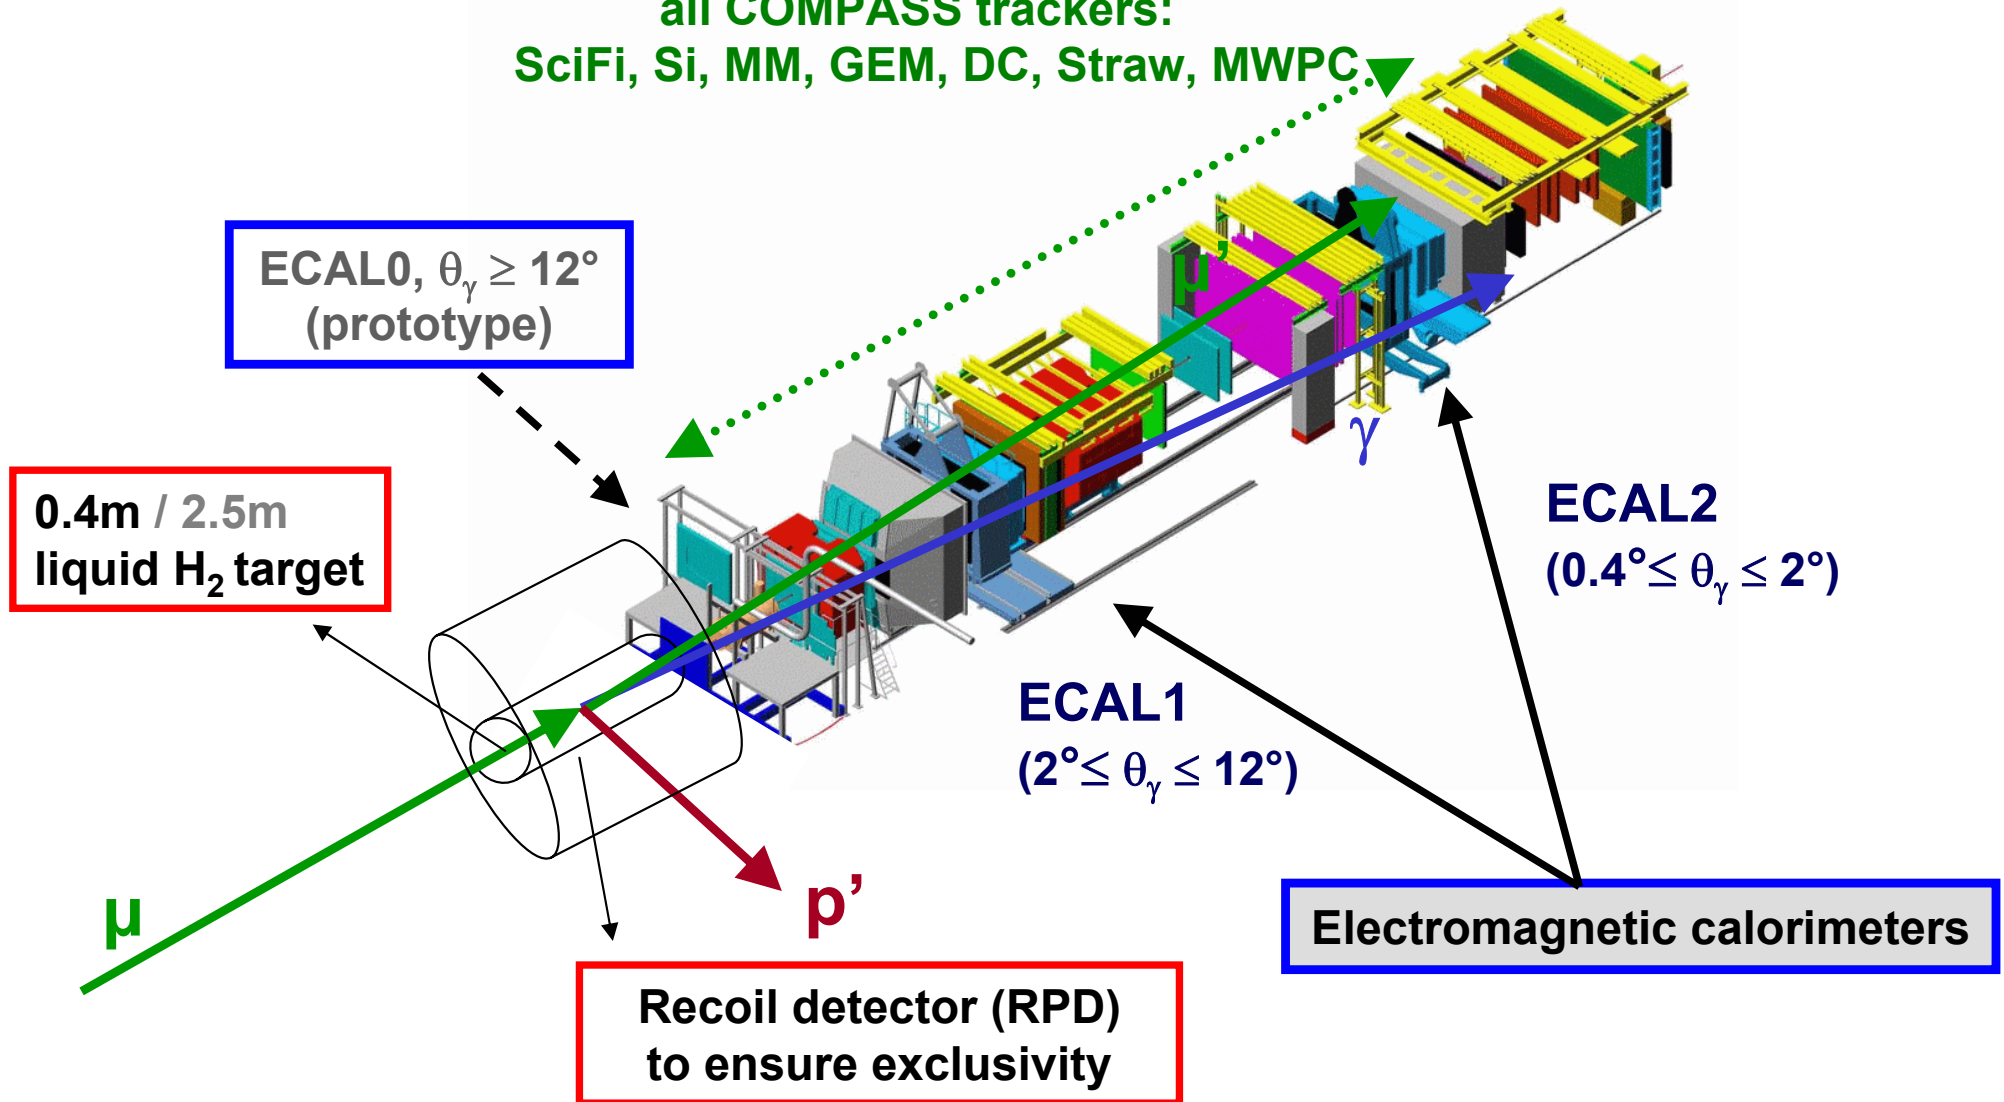 all COMPASS trackers:
SciFi, Si, MM, GEM, DC, Straw, MWPC
ECAL0, θγ ≥ 12°
(prototype)
μ’
γ
0.4m / 2.5m
liquid H2 target
ECAL2
(0.4°≤ θγ ≤ 2°)
ECAL1
(2°≤ θγ ≤ 12°)
μ
p’
Electromagnetic calorimeters
Recoil detector (RPD)
to ensure exclusivity